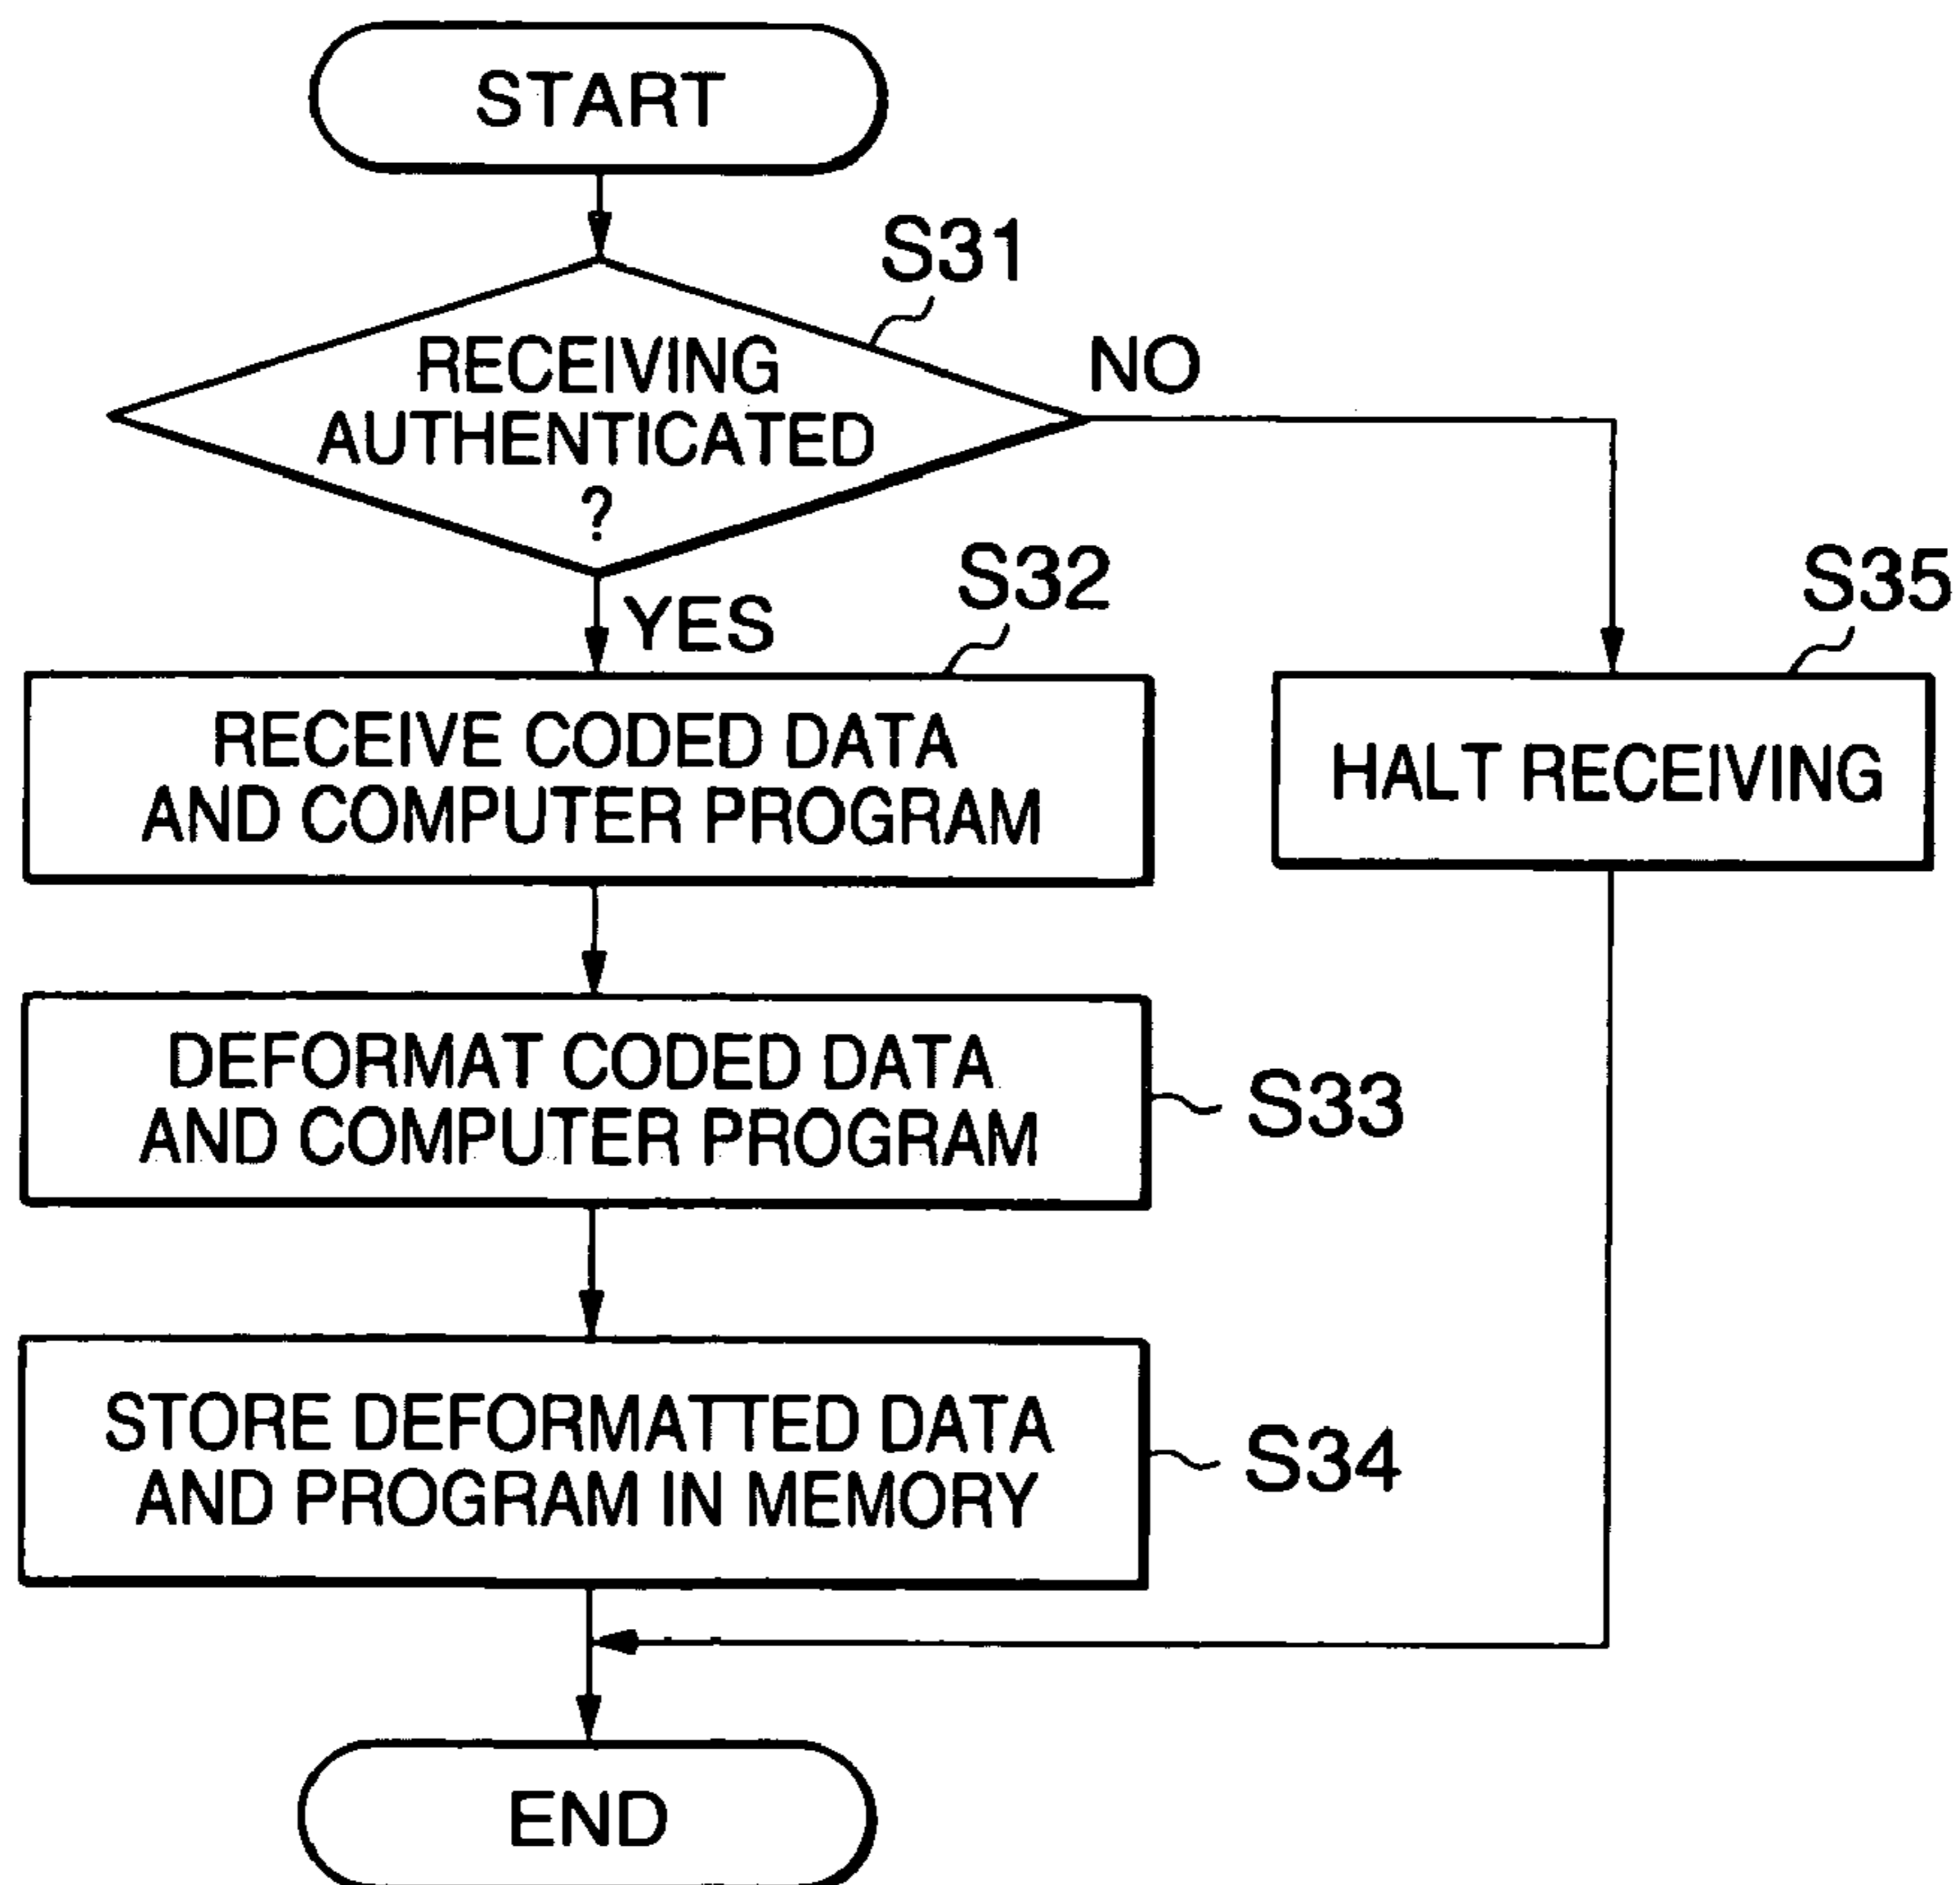 START
S31
RECEIVING
AUTHENTICATED
?
NO
YES
S32
S35
RECEIVE CODED DATA
AND COMPUTER PROGRAM
HALT RECEIVING
DEFORMAT CODED DATA
AND COMPUTER PROGRAM
S33
STORE DEFORMATTED DATA
AND PROGRAM IN MEMORY
S34
END